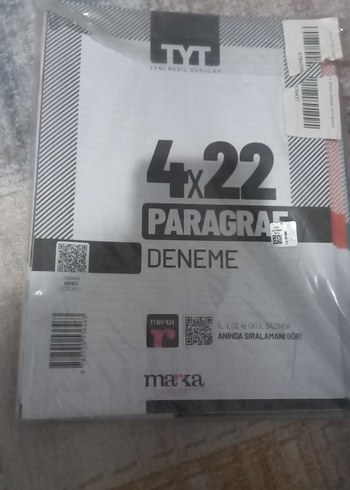 TYT
YENİ NESİL SORULAR
4x22
PARAGRAF
DENEME
İL, İLÇE ve OKUL BAZINDA
ANINDA SIRALAMANI GÖR!
marka